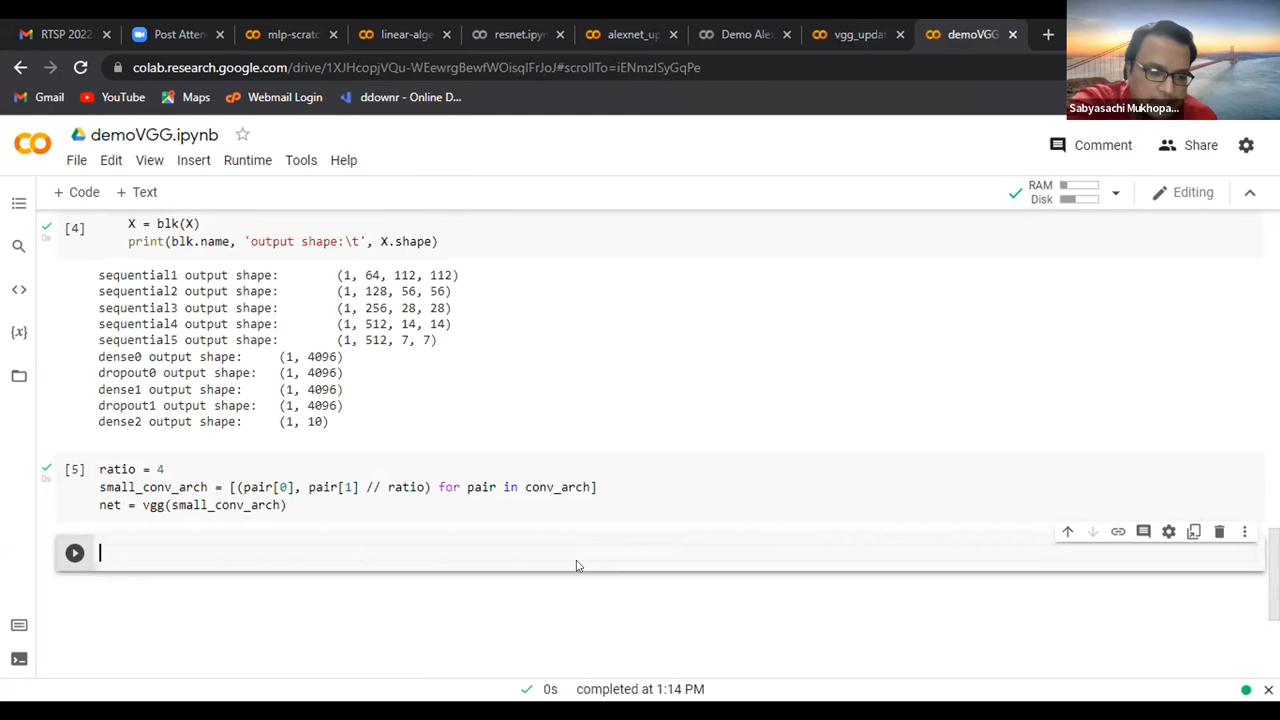 RTSP 2022
Post Atten
mlp-scratc
linear-alge
resnet.ipyn
alexnet_up
Demo Ale
vgg_updat
demoVGG
colab.research.google.com/drive/1XJHcopjVQu-WEewrgBewfWOisqIFrJoJ#scrollTo=iENmzISyGqPe
Gmail
YouTube
Maps
Webmail Login
ddownr - Online D...
Sabyasachi Mukhopa...
demoVGG.ipynb
File Edit View Insert Runtime Tools Help
Comment
Share
+ Code + Text
RAM
Disk
Editing
[4]
X = blk(X)
print(blk.name, 'output shape:\t', X.shape)
sequential1 output shape: (1, 64, 112, 112)
sequential2 output shape: (1, 128, 56, 56)
sequential3 output shape: (1, 256, 28, 28)
sequential4 output shape: (1, 512, 14, 14)
sequential5 output shape: (1, 512, 7, 7)
dense0 output shape: (1, 4096)
dropout0 output shape: (1, 4096)
dense1 output shape: (1, 4096)
dropout1 output shape: (1, 4096)
dense2 output shape: (1, 10)
[5]
ratio = 4
small_conv_arch = [(pair[0], pair[1] // ratio) for pair in conv_arch]
net = vgg(small_conv_arch)
0s completed at 1:14 PM